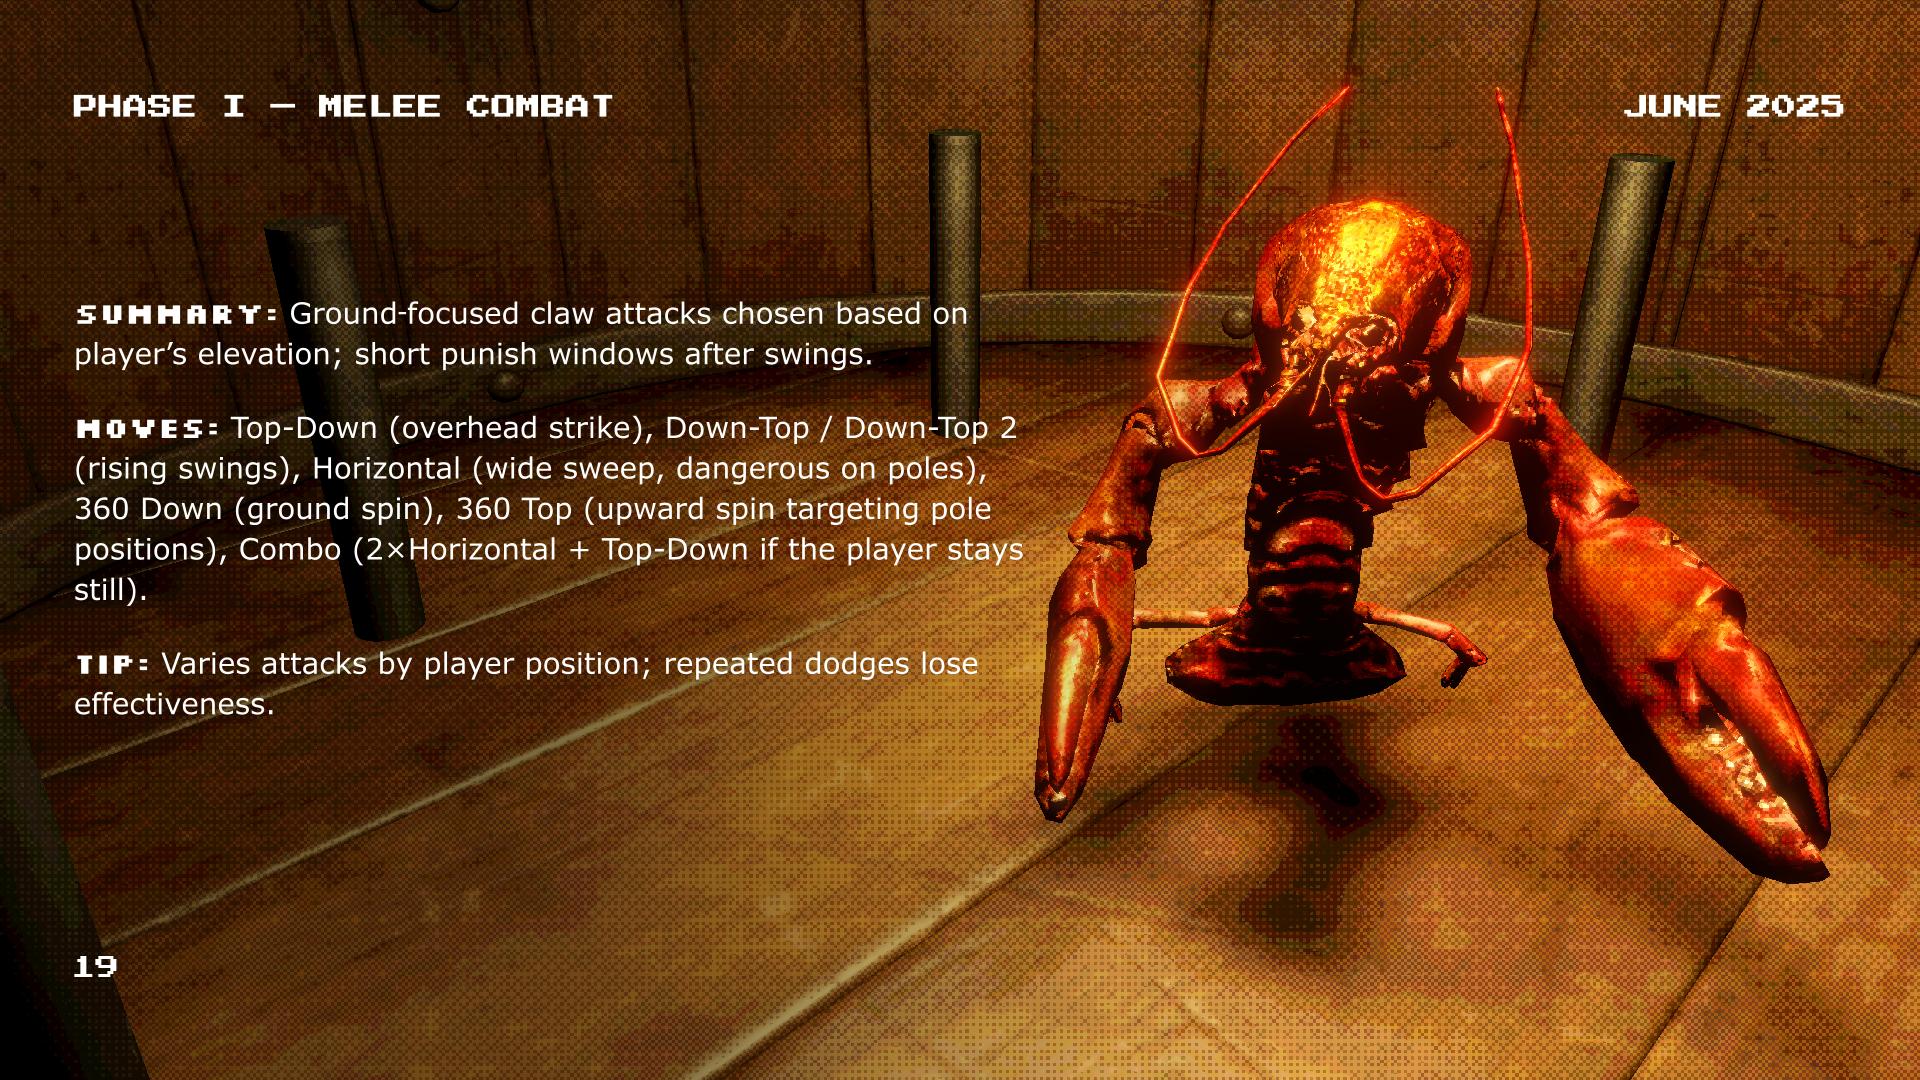 PHASE I — MELEE COMBAT
JUNE 2025
SUMMARY: Ground-focused claw attacks chosen based on
player’s elevation; short punish windows after swings.
MOVES: Top-Down (overhead strike), Down-Top / Down-Top 2
(rising swings), Horizontal (wide sweep, dangerous on poles),
360 Down (ground spin), 360 Top (upward spin targeting pole
positions), Combo (2×Horizontal + Top-Down if the player stays
still).
TIP: Varies attacks by player position; repeated dodges lose
effectiveness.
19